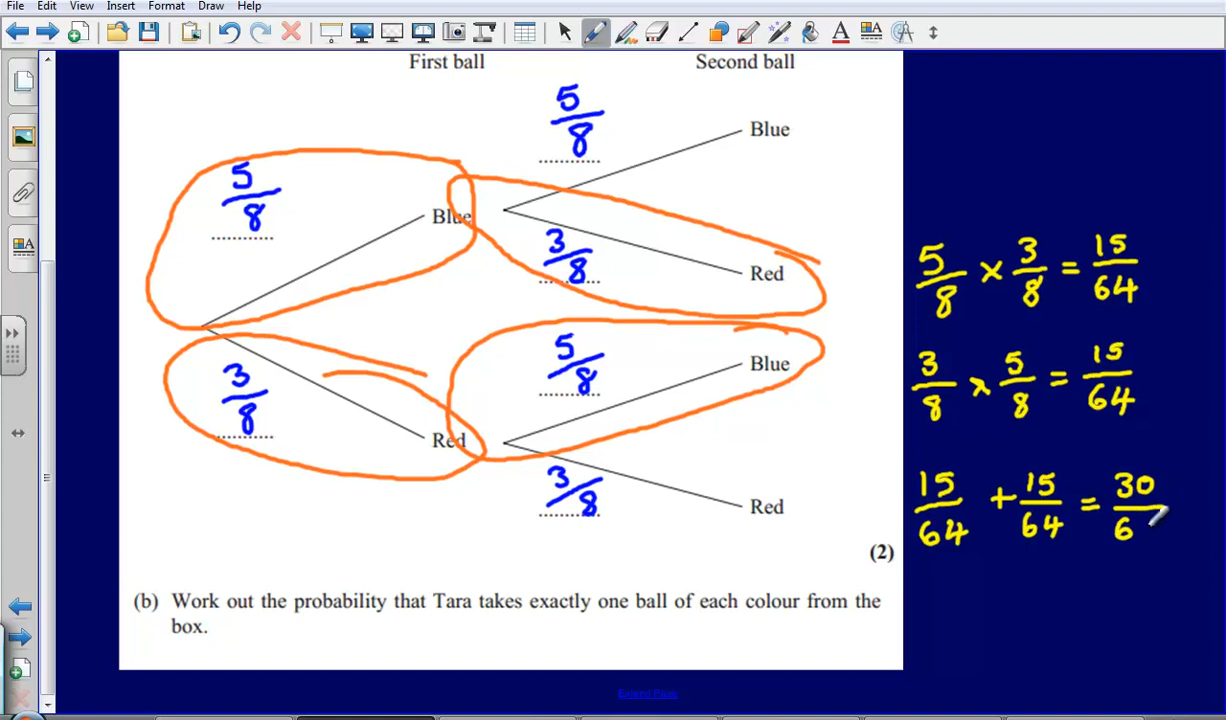 File Edit View Insert Format Draw Help
First ball Second ball
5/8
Blue
5/8
Blue
3/8
Red
5/8
Blue
3/8
Red
3/8
Red
(2)
(b) Work out the probability that Tara takes exactly one ball of each colour from the
box.
5/8 × 3/8 = 15/64
3/8 × 5/8 = 15/64
15/64 + 15/64 = 30/6
Extend Page